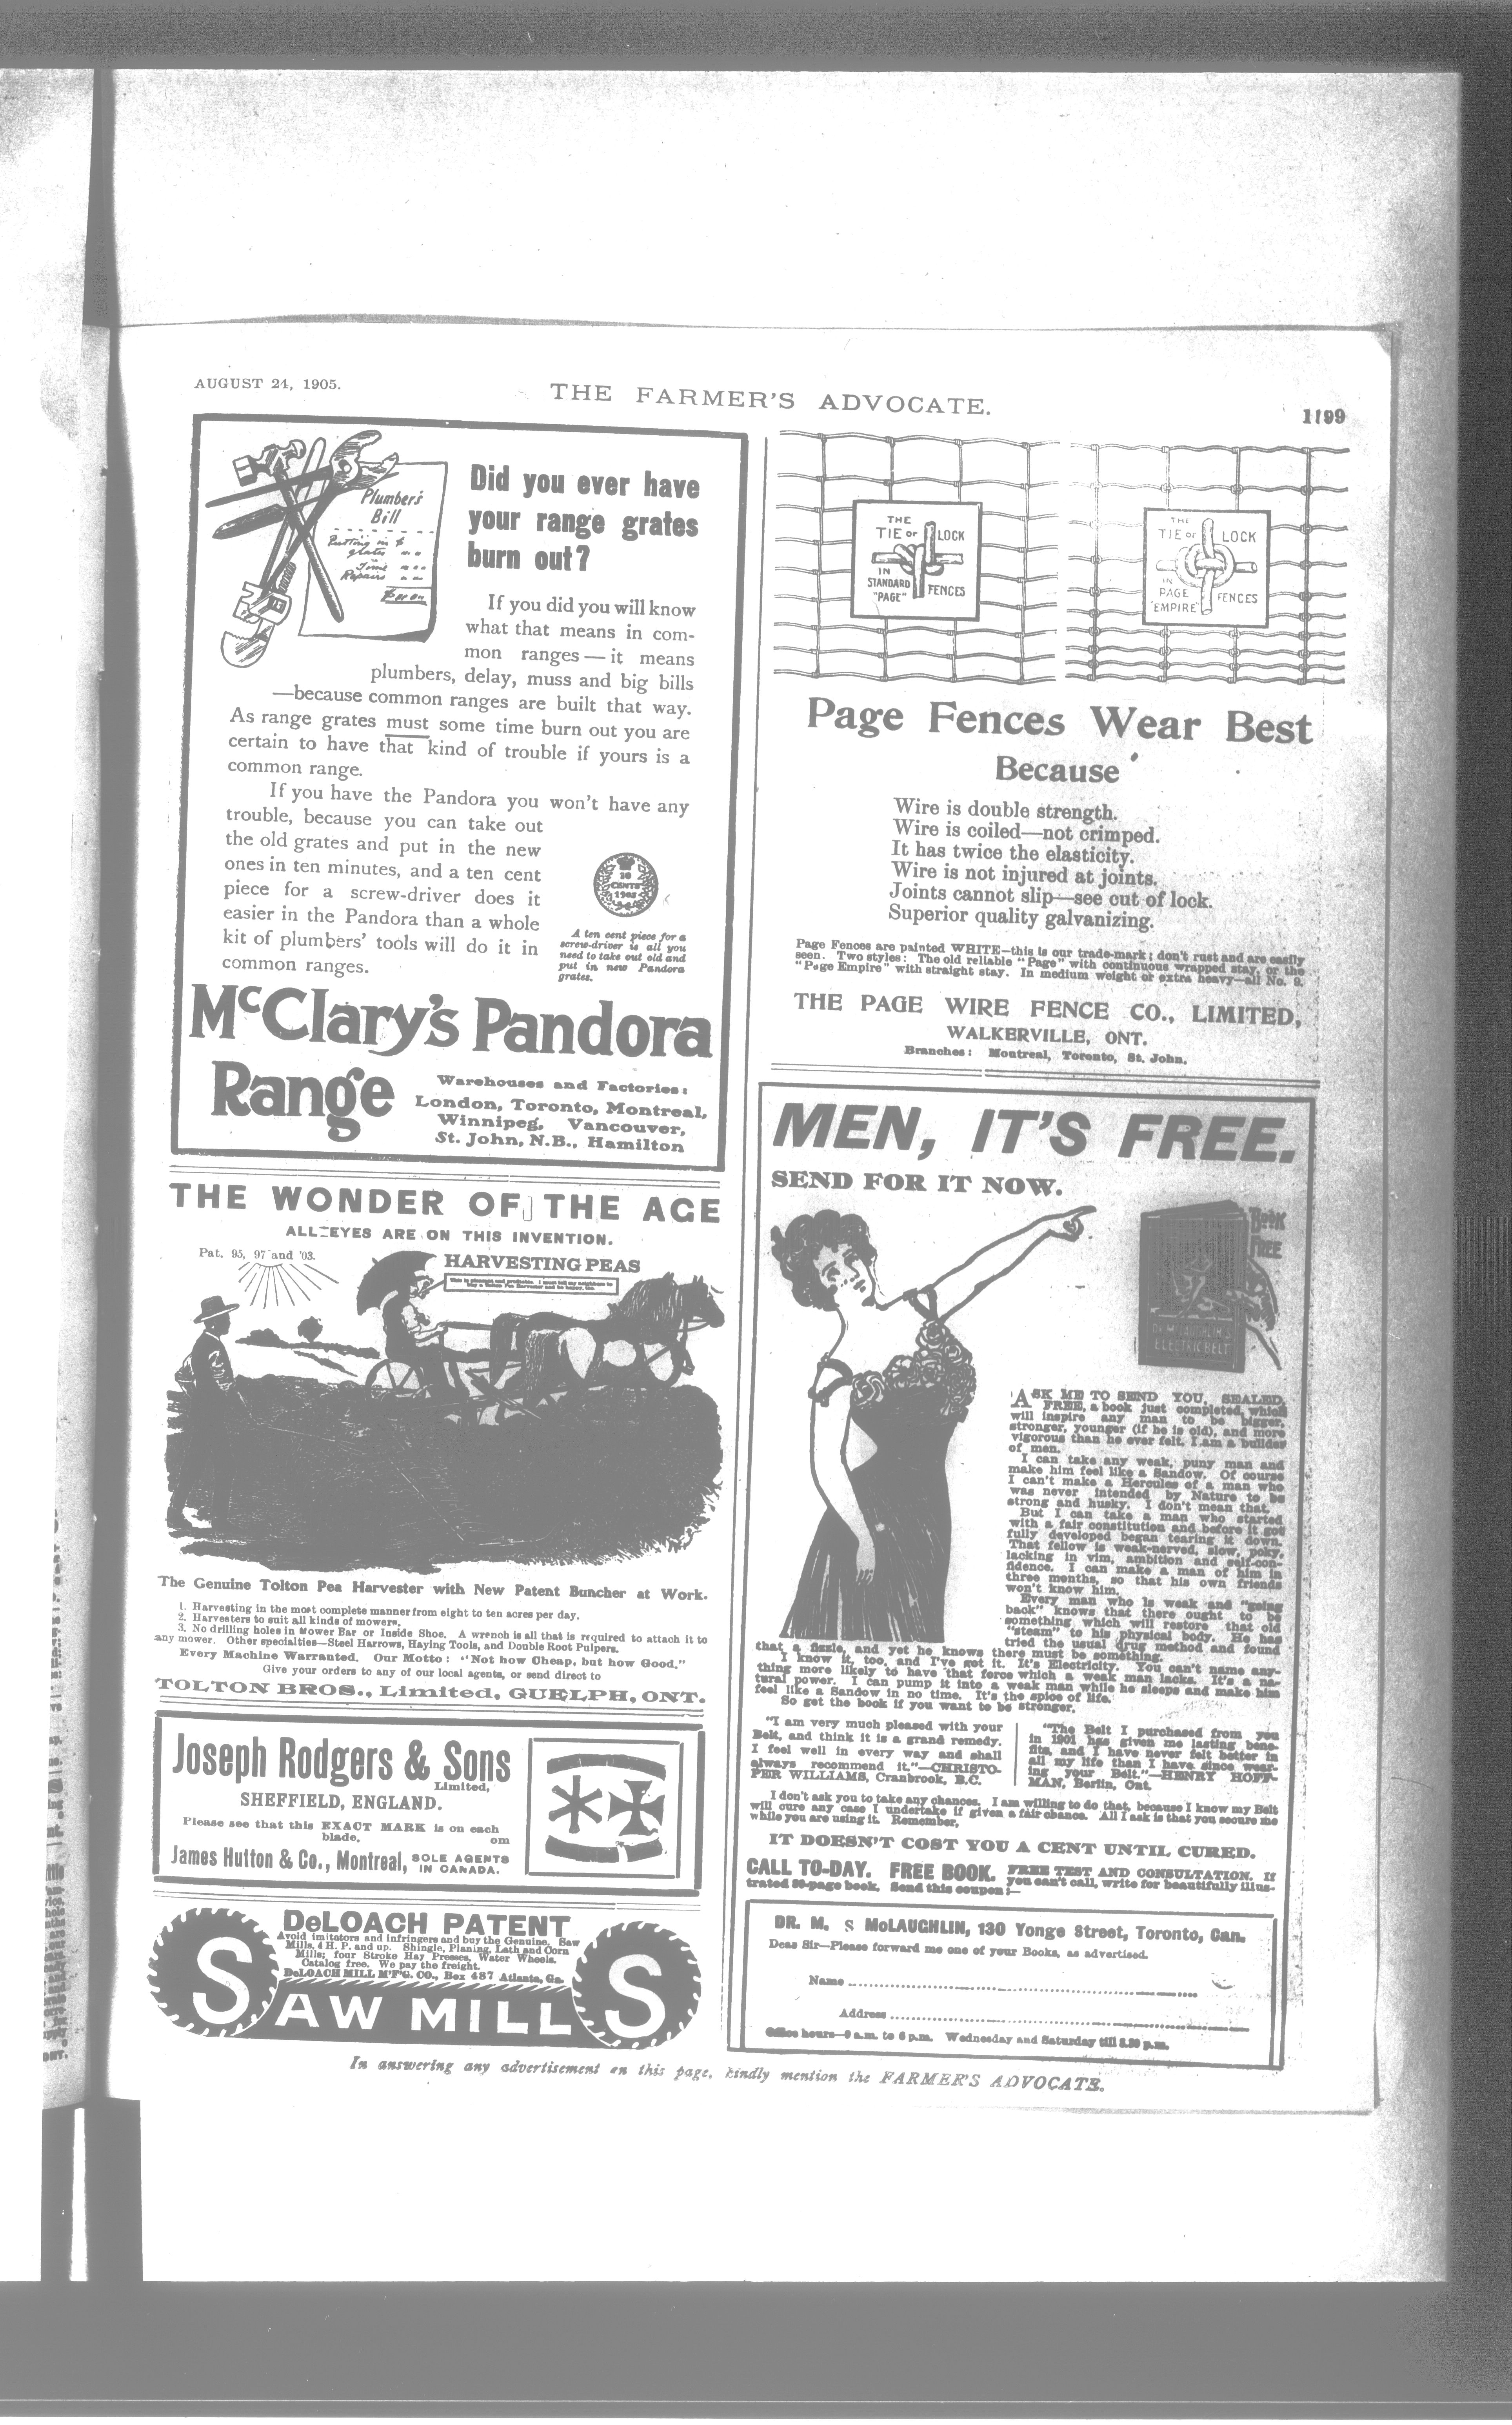 AUGUST 24, 1905.
THE FARMER'S ADVOCATE.
1199
Plumber's
Bill
Putting in
grates
Time
Repairs
Did you ever have
your range grates
burn out?
If you did you will know
what that means in com-
mon ranges—it means
plumbers, delay, muss and big bills
—because common ranges are built that way.
As range grates must some time burn out you are
certain to have that kind of trouble if yours is a
common range.
If you have the Pandora you won't have any
trouble, because you can take out
the old grates and put in the new
ones in ten minutes, and a ten cent
piece for a screw-driver does it
easier in the Pandora than a whole
kit of plumbers' tools will do it in
common ranges.
10
CENTS
1905
A ten cent piece for a
screw-driver is all you
need to take out old and
put in new Pandora
grates.
McClary's Pandora
Range
Warehouses and Factories:
London, Toronto, Montreal,
Winnipeg, Vancouver,
St. John, N.B., Hamilton
THE WONDER OF THE AGE
ALL EYES ARE ON THIS INVENTION.
Pat. 95, 97 and '03.
HARVESTING PEAS
The Genuine Tolton Pea Harvester with New Patent Buncher at Work.
1. Harvesting in the most complete manner from eight to ten acres per day.
2. Harvesters to suit all kinds of mowers.
3. No drilling holes in Mower Bar or Inside Shoe. A wrench is all that is required to attach it to
any mower. Other specialties—Steel Harrows, Haying Tools, and Double Root Pulpers.
Every Machine Warranted. Our Motto: "Not how Cheap, but how Good."
Give your orders to any of our local agents, or send direct to
TOLTON BROS., Limited, GUELPH, ONT.
Joseph Rodgers & Sons
Limited,
SHEFFIELD, ENGLAND.
Please see that this EXACT MARK is on each
blade. om
James Hutton & Co., Montreal, SOLE AGENTS
IN CANADA.
DeLOACH PATENT
Avoid imitators and infringers and buy the Genuine. Saw
Mills, 4 H. P. and up. Shingle, Planing, Lath and Corn
Mills; four Stroke Hay Presses, Water Wheels.
Catalog free. We pay the freight.
DeLOACH MILL M'F'G. CO., Box 487 Atlanta, Ga.
SAW MILLS
THE
TIE OF LOCK
IN
STANDARD
"PAGE" FENCES
THE
TIE OF LOCK
IN
PAGE
EMPIRE FENCES
Page Fences Wear Best
Because
Wire is double strength.
Wire is coiled—not crimped.
It has twice the elasticity.
Wire is not injured at joints.
Joints cannot slip—see cut of lock.
Superior quality galvanizing.
Page Fences are painted WHITE—this is our trade-mark; don't rust and are easily
seen. Two styles: The old reliable "Page" with continuous wrapped stay, or the
"Page Empire" with straight stay. In medium weight or extra heavy—all No. 9.
THE PAGE WIRE FENCE CO., LIMITED,
WALKERVILLE, ONT.
Branches: Montreal, Toronto, St. John.
MEN, IT'S FREE.
SEND FOR IT NOW.
BOOK
FREE
DR McLAUGHLIN'S
ELECTRIC BELT
ASK ME TO SEND YOU, SEALED,
FREE, a book just completed, which
will inspire any man to be bigger,
stronger, younger (if he is old), and more
vigorous than he ever felt. I am a builder
of men.
I can take any weak, puny man and
make him feel like a Sandow. Of course
I can't make a Hercules of a man who
was never intended by Nature to be
strong and husky. I don't mean that.
But I can take a man who started
with a fair constitution and before it got
fully developed began tearing it down.
That fellow is weak-nerved, slow, poky,
lacking in vim, ambition and self-con-
fidence. I can make a man of him in
three months, so that his own friends
won't know him.
Every man who is weak and "going
back" knows that there ought to be
something which will restore that old
"steam" to his physical body. He has
tried the usual drug method and found
that a fizzle, and yet he knows there must be something.
I know it, too, and I've got it. It's Electricity. You can't name any-
thing more likely to have that force which a weak man lacks. It's a na-
tural power. I can pump it into a weak man while he sleeps and make him
feel like a Sandow in no time. It's the spice of life.
So get the book if you want to be stronger.
"I am very much pleased with your
Belt, and think it is a grand remedy.
I feel well in every way and shall
always recommend it."—CHRISTO-
PER WILLIAMS, Cranbrook, B.C.
"The Belt I purchased from you
in 1901 has given me lasting bene-
fits, and I have never felt better in
all my life than I have since wear-
ing your Belt."—HENRY HOFF-
MAN, Berlin, Ont.
I don't ask you to take any chances. I am willing to do that, because I know my Belt
will cure any case I undertake if given a fair chance. All I ask is that you secure me
while you are using it. Remember,
IT DOESN'T COST YOU A CENT UNTIL CURED.
CALL TO-DAY. FREE BOOK. FREE TEST AND CONSULTATION. If
you can't call, write for beautifully illus-
trated 80-page book. Send this coupon:—
DR. M. S McLAUGHLIN, 130 Yonge Street, Toronto, Can.
Dear Sir—Please forward me one of your Books, as advertised.
Name
Address
Office hours—9 a.m. to 6 p.m. Wednesday and Saturday till 8.30 p.m.
In answering any advertisement on this page, kindly mention the FARMER'S ADVOCATE.